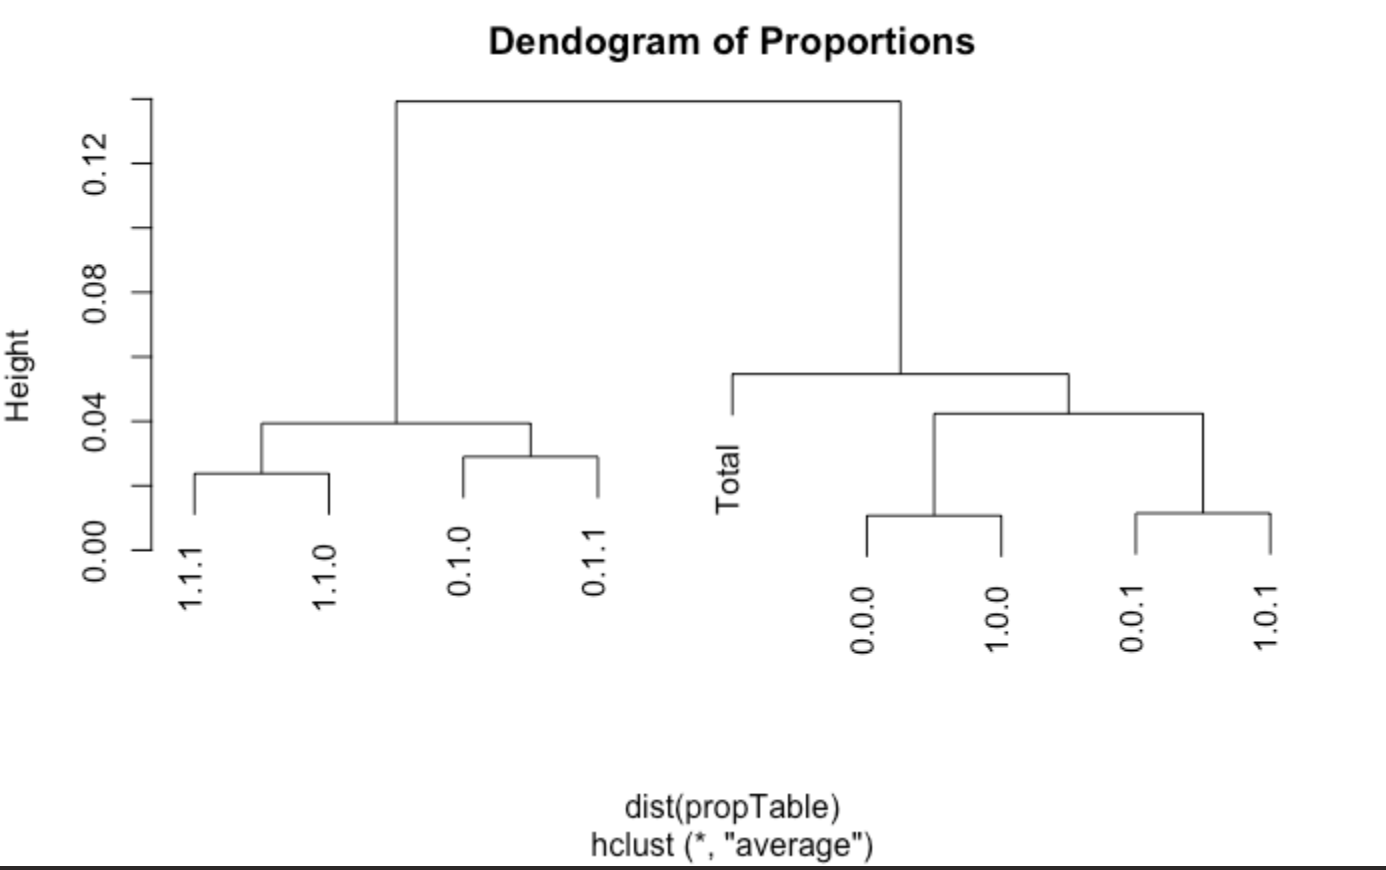 Dendogram of Proportions
Height
0.12
0.08
0.04
0.00
1.1.1
1.1.0
0.1.0
0.1.1
Total
0.0.0
1.0.0
0.0.1
1.0.1
dist(propTable)
hclust (*, "average")